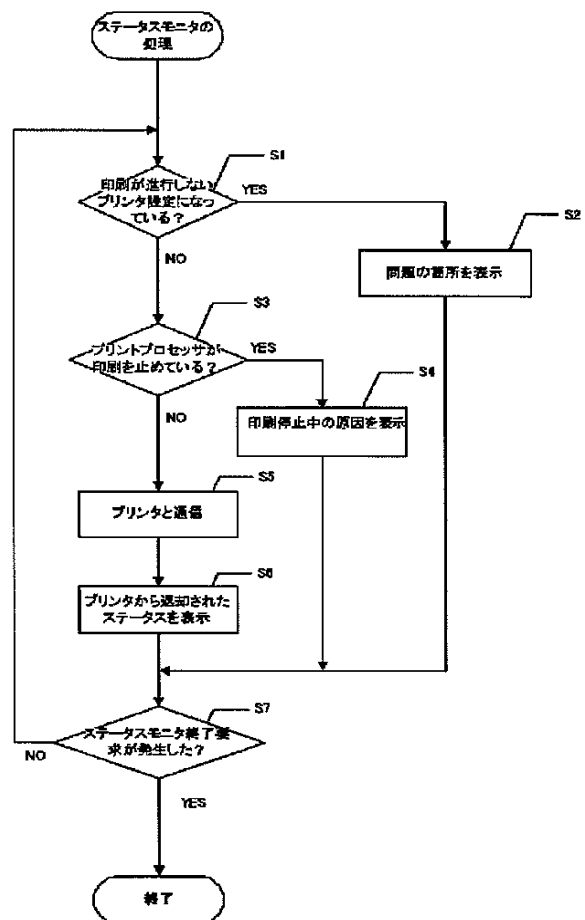 ステータスモニタの
処理
S1
印刷が進行しない
プリンタ設定になっ
ている？
YES
S2
問題の箇所を表示
NO
S3
プリントプロセッサが
印刷を止めている？
YES
S4
印刷停止中の原因を表示
NO
S5
プリンタと通信
S6
プリンタから返却された
ステータスを表示
S7
ステータスモニタ終了要
求が発生した？
NO
YES
終了